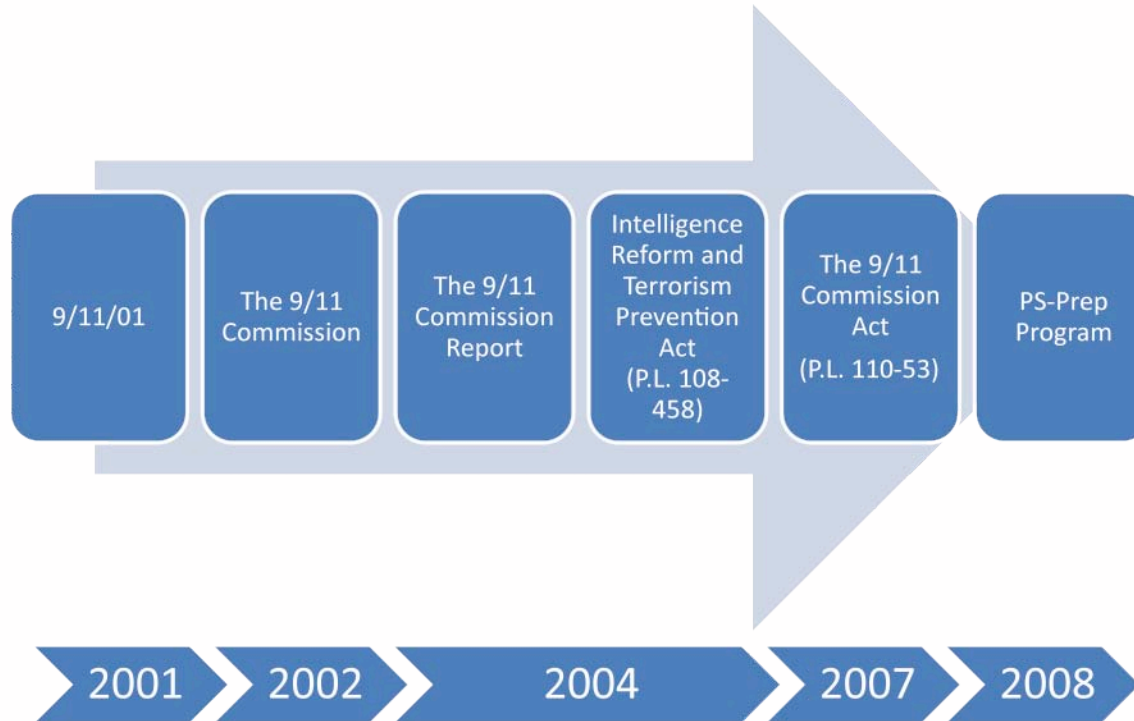 9/11/01
The 9/11
Commission
The 9/11
Commission
Report
Intelligence
Reform and
Terrorism
Prevention
Act
(P.L. 108-
458)
The 9/11
Commission
Act
(P.L. 110-53)
PS-Prep
Program
2001
2002
2004
2007
2008